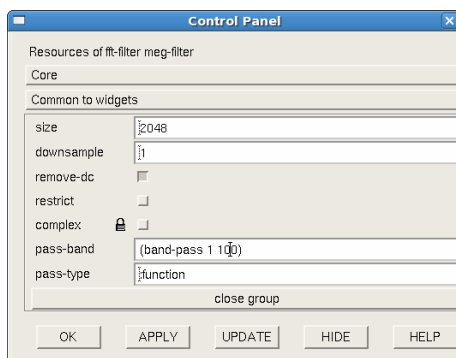 Control Panel
Resources of fft-filter meg-filter
Core
Common to widgets
size 2048
downsample 1
remove-dc
restrict
complex
pass-band (band-pass 1 100)
pass-type :function
close group
OK APPLY UPDATE HIDE HELP